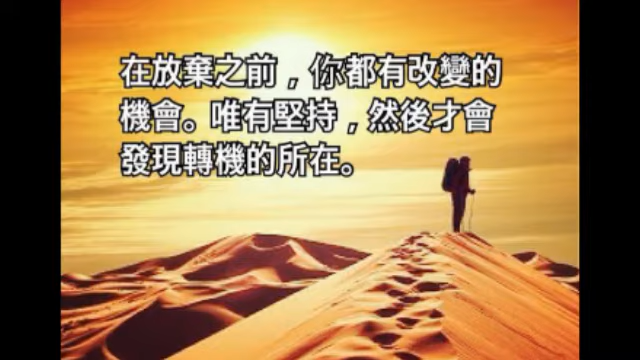 在放棄之前，你都有改變的
機會。唯有堅持，然後才會
發現轉機的所在。